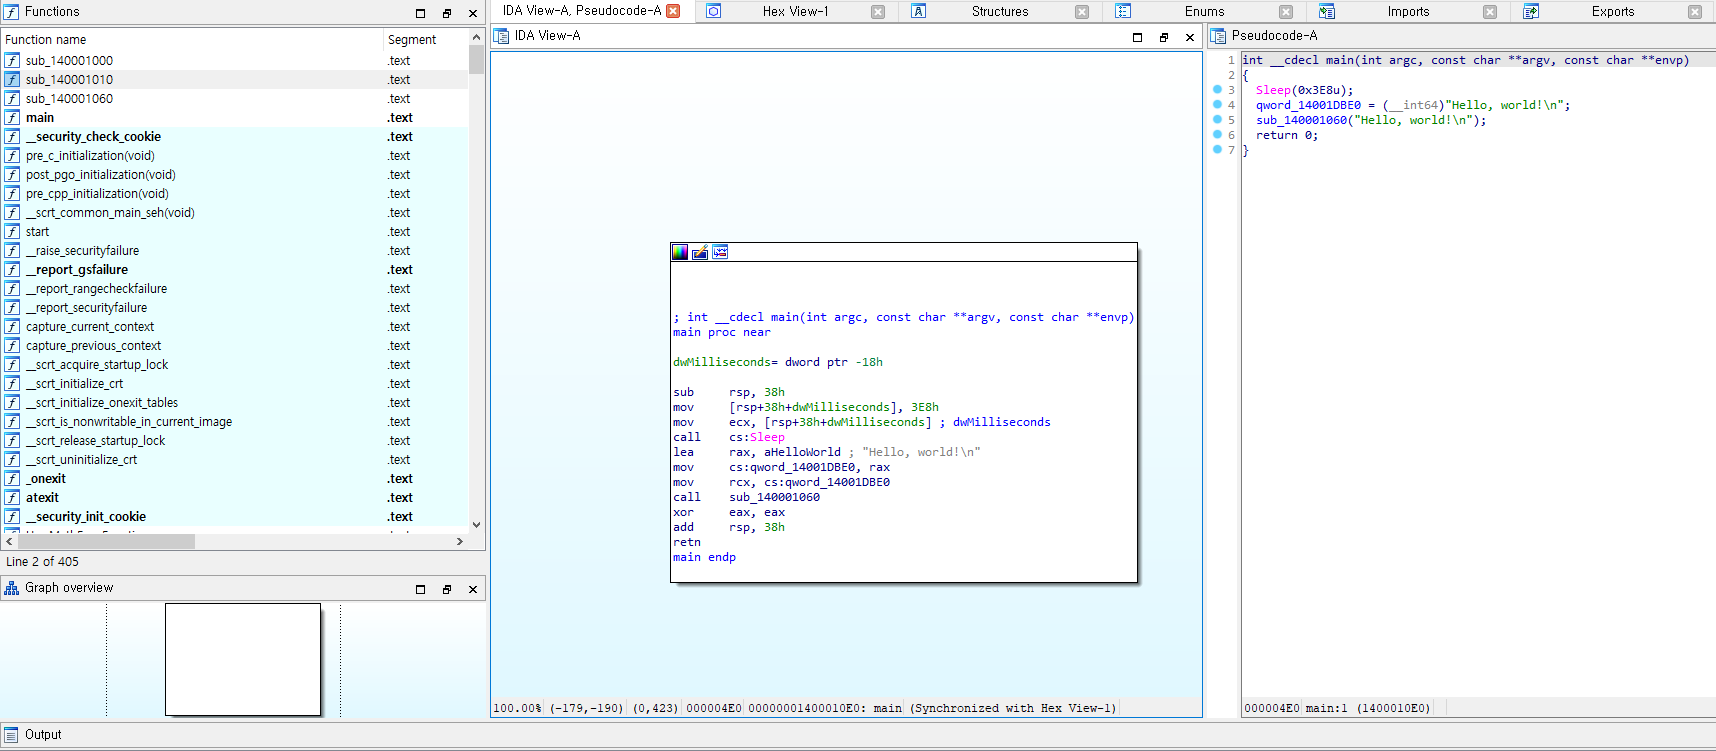 Functions
Function name Segment
sub_140001000 .text
sub_140001010 .text
sub_140001060 .text
main .text
__security_check_cookie .text
pre_c_initialization(void) .text
post_pgo_initialization(void) .text
pre_cpp_initialization(void) .text
__scrt_common_main_seh(void) .text
start .text
__raise_securityfailure .text
__report_gsfailure .text
__report_rangecheckfailure .text
__report_securityfailure .text
capture_current_context .text
capture_previous_context .text
__scrt_acquire_startup_lock .text
__scrt_initialize_crt .text
__scrt_initialize_onexit_tables .text
__scrt_is_nonwritable_in_current_image .text
__scrt_release_startup_lock .text
__scrt_uninitialize_crt .text
_onexit .text
atexit .text
__security_init_cookie .text
Line 2 of 405
Graph overview
IDA View-A, Pseudocode-A Hex View-1 Structures Enums Imports Exports
IDA View-A
; int __cdecl main(int argc, const char **argv, const char **envp)
main proc near
dwMilliseconds= dword ptr -18h
sub rsp, 38h
mov [rsp+38h+dwMilliseconds], 3E8h
mov ecx, [rsp+38h+dwMilliseconds] ; dwMilliseconds
call cs:Sleep
lea rax, aHelloWorld ; "Hello, world!\n"
mov cs:qword_14001DBE0, rax
mov rcx, cs:qword_14001DBE0
call sub_140001060
xor eax, eax
add rsp, 38h
retn
main endp
100.00% (-179,-190) (0,423) 000004E0 00000001400010E0: main (Synchronized with Hex View-1)
Pseudocode-A
1 int __cdecl main(int argc, const char **argv, const char **envp)
2 {
3 Sleep(0x3E8u);
4 qword_14001DBE0 = (__int64)"Hello, world!\n";
5 sub_140001060("Hello, world!\n");
6 return 0;
7 }
000004E0 main:1 (1400010E0)
Output